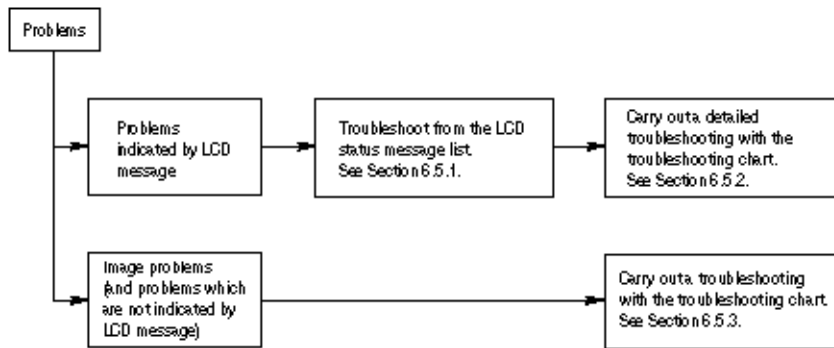 Problems
Problems
indicated by LCD
message
Troubleshoot from the LCD
status message list.
See Section 6.5.1.
Carry out a detailed
troubleshooting with the
troubleshooting chart.
See Section 6.5.2.
Image problems
(and problems which
are not indicated by
LCD message)
Carry out a troubleshooting
with the troubleshooting chart.
See Section 6.5.3.